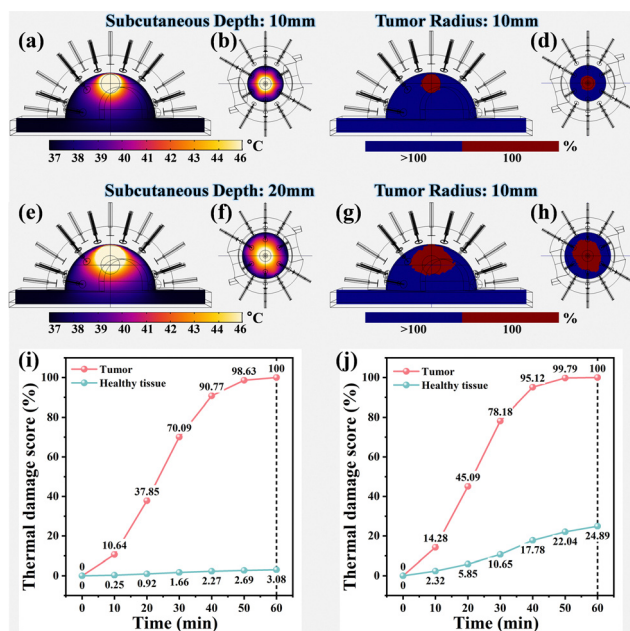 Subcutaneous Depth: 10mm Tumor Radius: 10mm
(a) (b) (c) (d)
37 38 39 40 41 42 43 44 45 46 °C >100 100 %
Subcutaneous Depth: 20mm Tumor Radius: 10mm
(e) (f) (g) (h)
37 38 39 40 41 42 43 44 45 46 °C >100 100 %
(i)
Thermal damage score (%)
100
80
60
40
20
0
Tumor
Healthy tissue
0 10.64 37.85 70.09 90.77 98.63 100
0 0.25 0.92 1.66 2.27 2.69 3.08
0 10 20 30 40 50 60
Time (min)
(j)
Thermal damage score (%)
100
80
60
40
20
0
Tumor
Healthy tissue
0 14.28 45.09 78.18 95.12 99.79 100
0 2.32 5.85 10.65 17.78 22.04 24.89
0 10 20 30 40 50 60
Time (min)